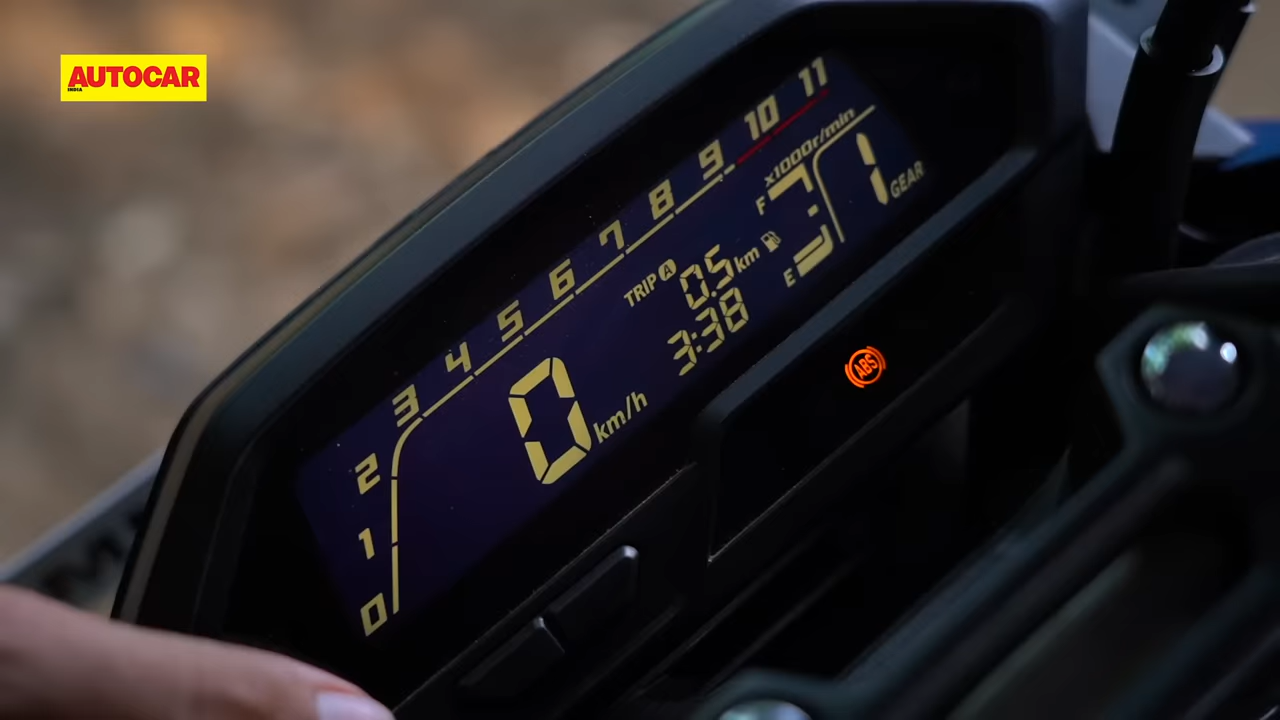 AUTOCAR
INDIA
0 1 2 3 4 5 6 7 8 9 10 11
x1000r/min
TRIP A 0.5 km
3:38
F
E
1 GEAR
0 km/h
ABS